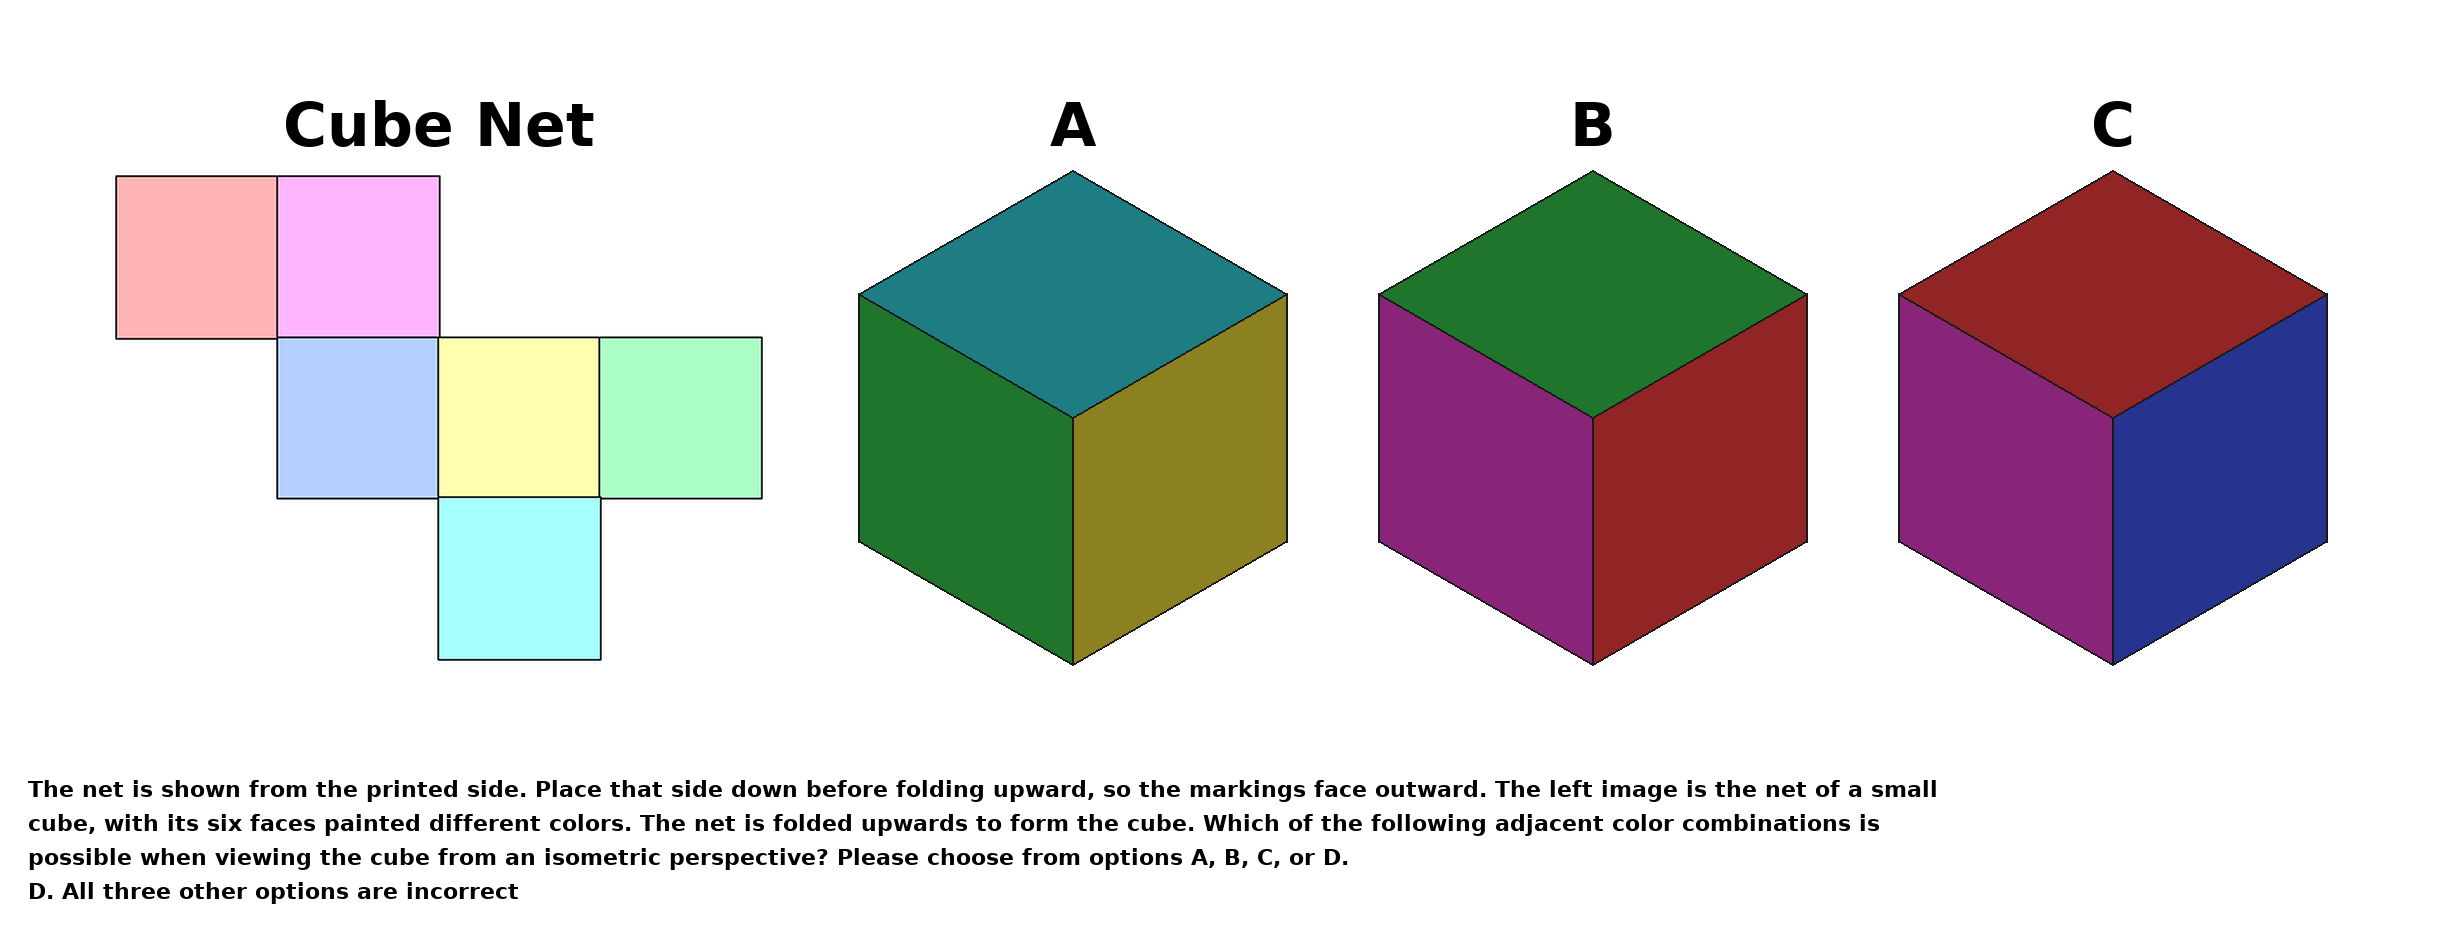 Cube Net
A
B
C
The net is shown from the printed side. Place that side down before folding upward, so the markings face outward. The left image is the net of a small
cube, with its six faces painted different colors. The net is folded upwards to form the cube. Which of the following adjacent color combinations is
possible when viewing the cube from an isometric perspective? Please choose from options A, B, C, or D.
D. All three other options are incorrect